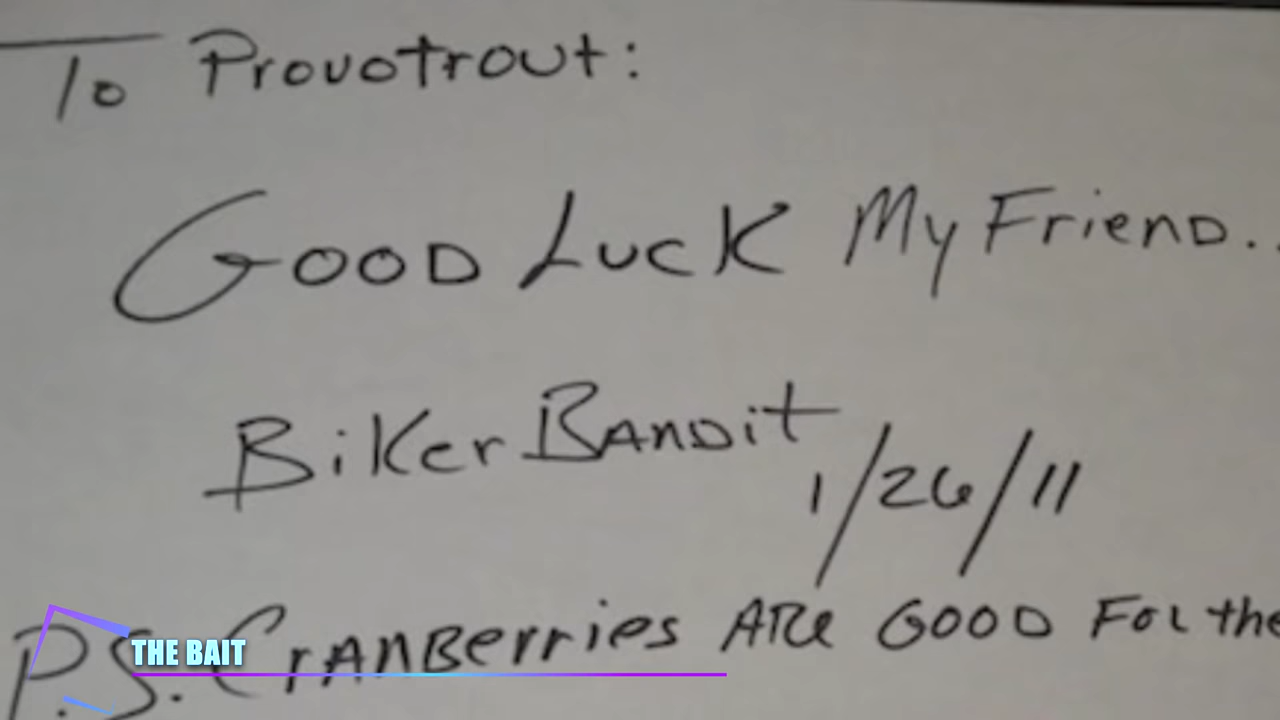 To Provotrout:
Good Luck My Friend..
BikerBandit
1/26/11
P.S. Cranberries Are Good For the
THE BAIT